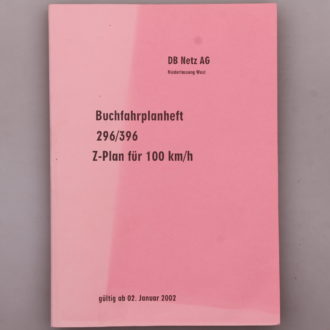 DB Netz AG
Niederlassung West
Buchfahrplanheft
296/396
Z-Plan für 100 km/h
gültig ab 02. Januar 2002